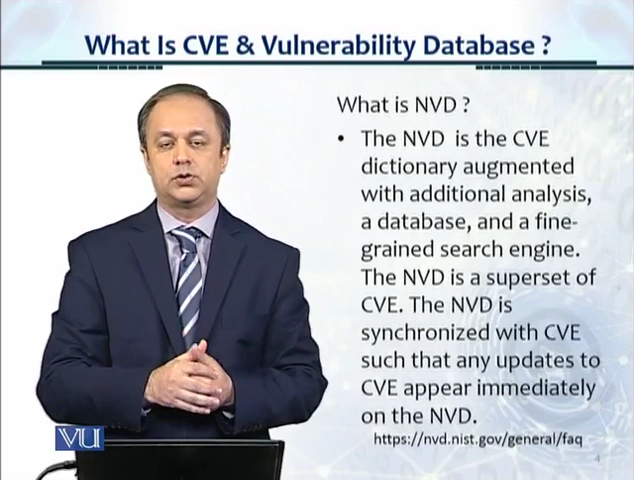 What Is CVE & Vulnerability Database ?
What is NVD ?
• The NVD is the CVE
dictionary augmented
with additional analysis,
a database, and a fine-
grained search engine.
The NVD is a superset of
CVE. The NVD is
synchronized with CVE
such that any updates to
CVE appear immediately
on the NVD.
https://nvd.nist.gov/general/faq
VU
4